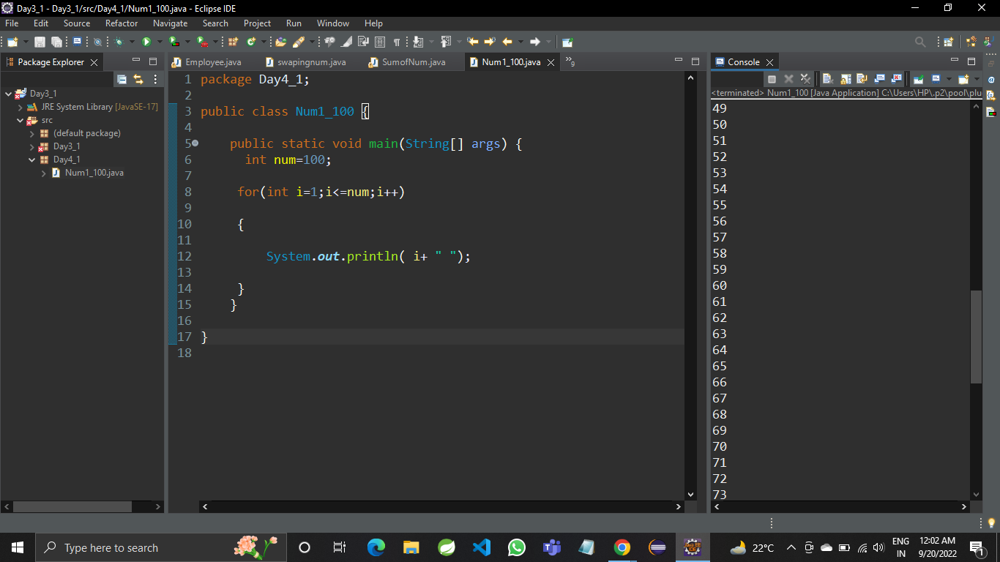 Day3_1 - Day3_1/src/Day4_1/Num1_100.java - Eclipse IDE
File Edit Source Refactor Navigate Search Project Run Window Help
Package Explorer
Day3_1
JRE System Library [JavaSE-17]
src
(default package)
Day3_1
Day4_1
Num1_100.java
Employee.java swapingnum.java SumofNum.java Num1_100.java »9
1 package Day4_1;
2
3 public class Num1_100 {
4
5 public static void main(String[] args) {
6 int num=100;
7
8 for(int i=1;i<=num;i++)
9
10 {
11
12 System.out.println( i+ " ");
13
14 }
15 }
16
17 }
18
Console
<terminated> Num1_100 [Java Application] C:\Users\HP\.p2\pool\plu
49
50
51
52
53
54
55
56
57
58
59
60
61
62
63
64
65
66
67
68
69
70
71
72
73
Type here to search
22°C
ENG
IN
12:02 AM
9/20/2022
1